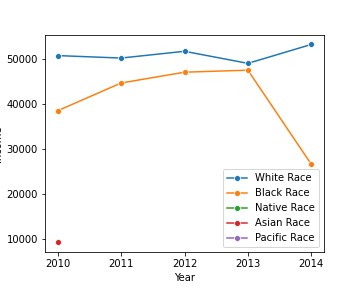 50000
40000
30000
20000
10000
White Race
Black Race
Native Race
Asian Race
Pacific Race
2010 2011 2012 2013 2014
Year